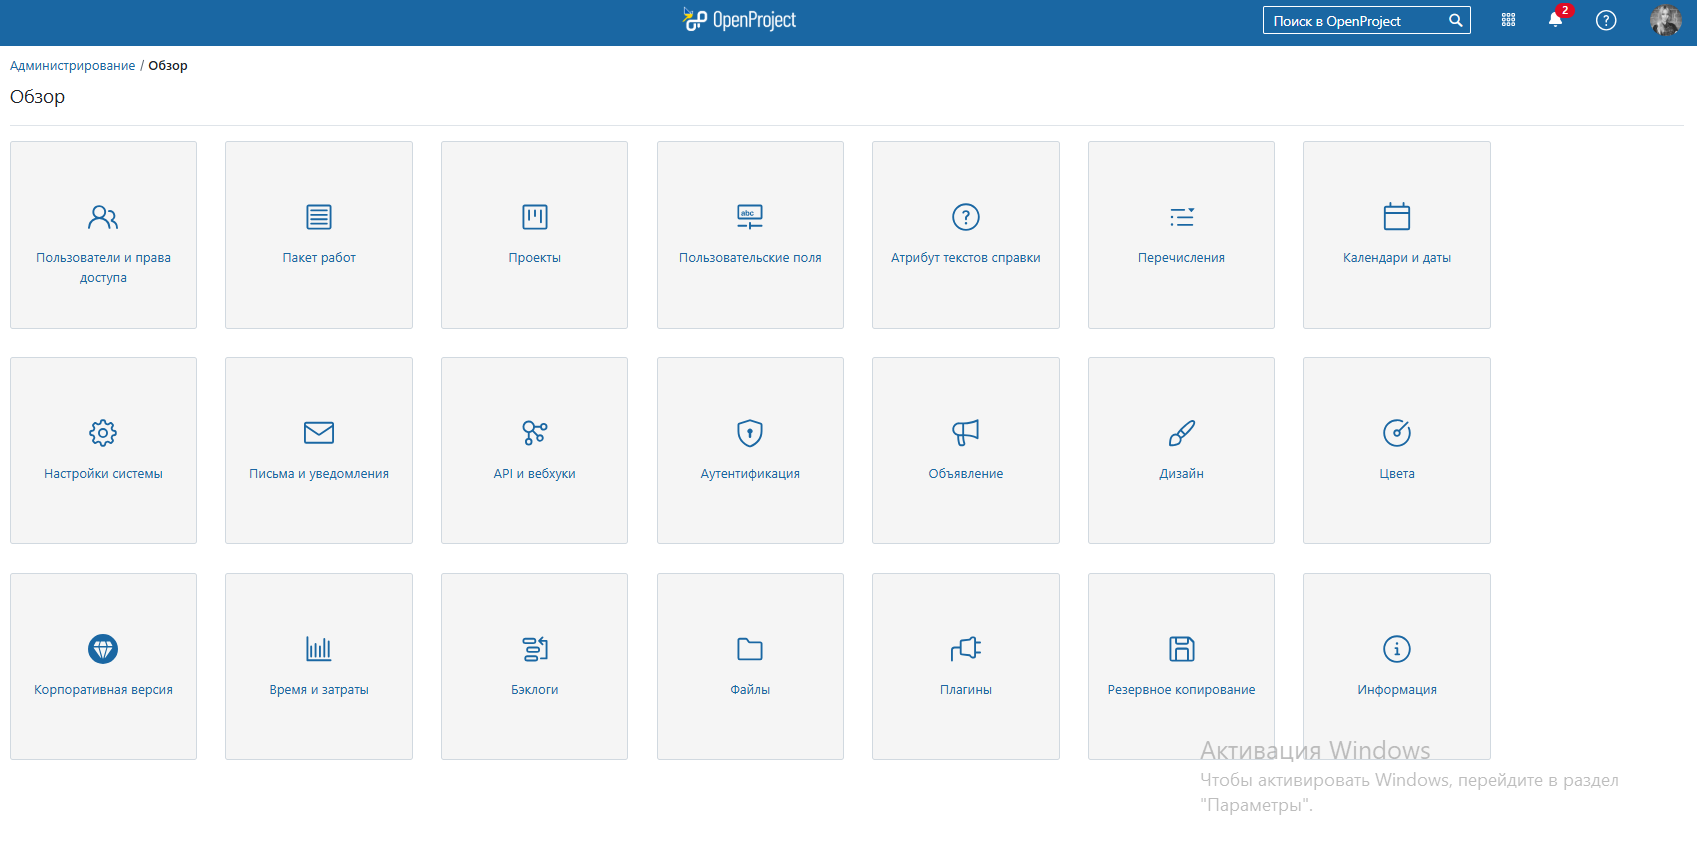 OpenProject
Поиск в OpenProject
2
Администрирование / Обзор
Обзор
Пользователи и права
доступа
Пакет работ
Проекты
abc
Пользовательские поля
Атрибут текстов справки
Перечисления
Календари и даты
Настройки системы
Письма и уведомления
API и вебхуки
Аутентификация
Объявление
Дизайн
Цвета
Корпоративная версия
Время и затраты
Бэклоги
Файлы
Плагины
Резервное копирование
Информация
Активация Windows
Чтобы активировать Windows, перейдите в раздел
"Параметры".